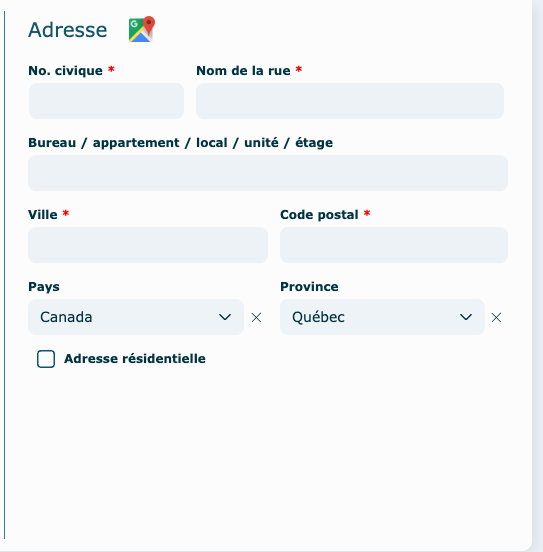 Adresse
No. civique * Nom de la rue *
Bureau / appartement / local / unité / étage
Ville * Code postal *
Pays Province
Canada Québec
Adresse résidentielle